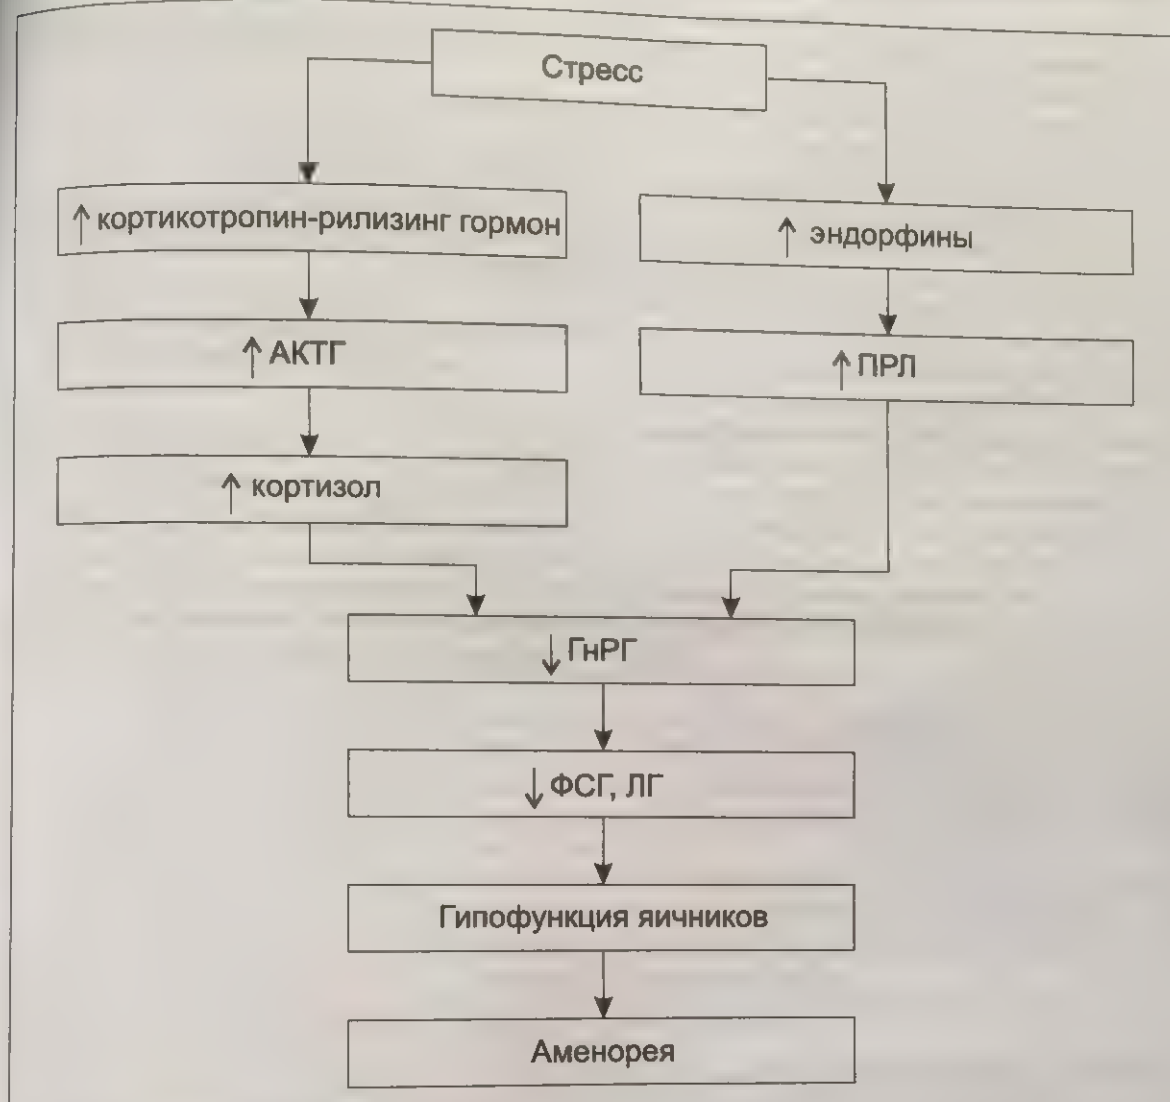 Стресс
↑ кортикотропин-рилизинг гормон
↑ эндорфины
↑ АКТГ
↑ ПРЛ
↑ кортизол
↓ ГнРГ
↓ ФСГ, ЛГ
Гипофункция яичников
Аменорея